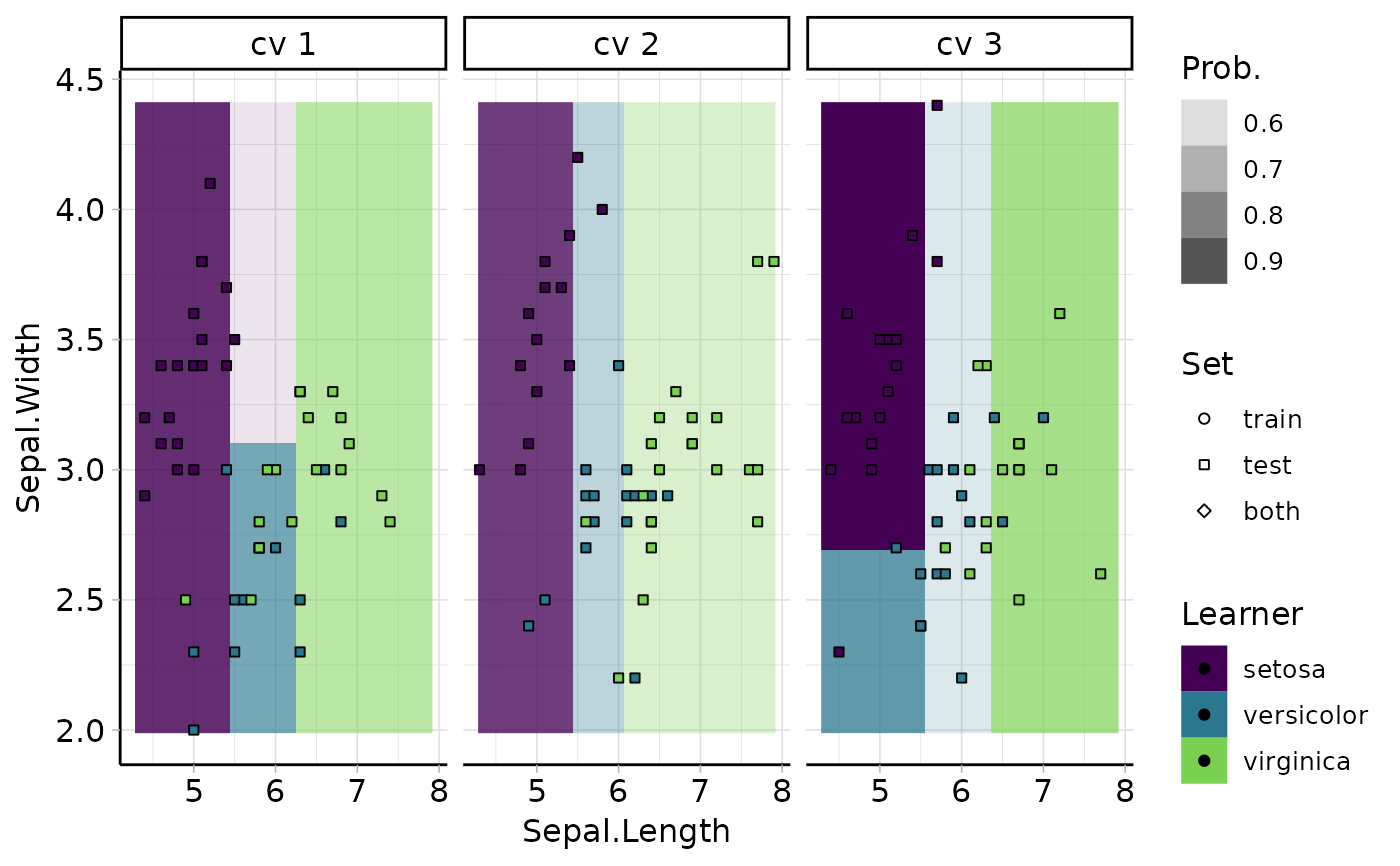 cv 1
cv 2
cv 3
4.5
4.0
3.5
3.0
2.5
2.0
Sepal.Width
5 6 7 8
5 6 7 8
5 6 7 8
Sepal.Length
Prob.
0.6
0.7
0.8
0.9
Set
train
test
both
Learner
setosa
versicolor
virginica